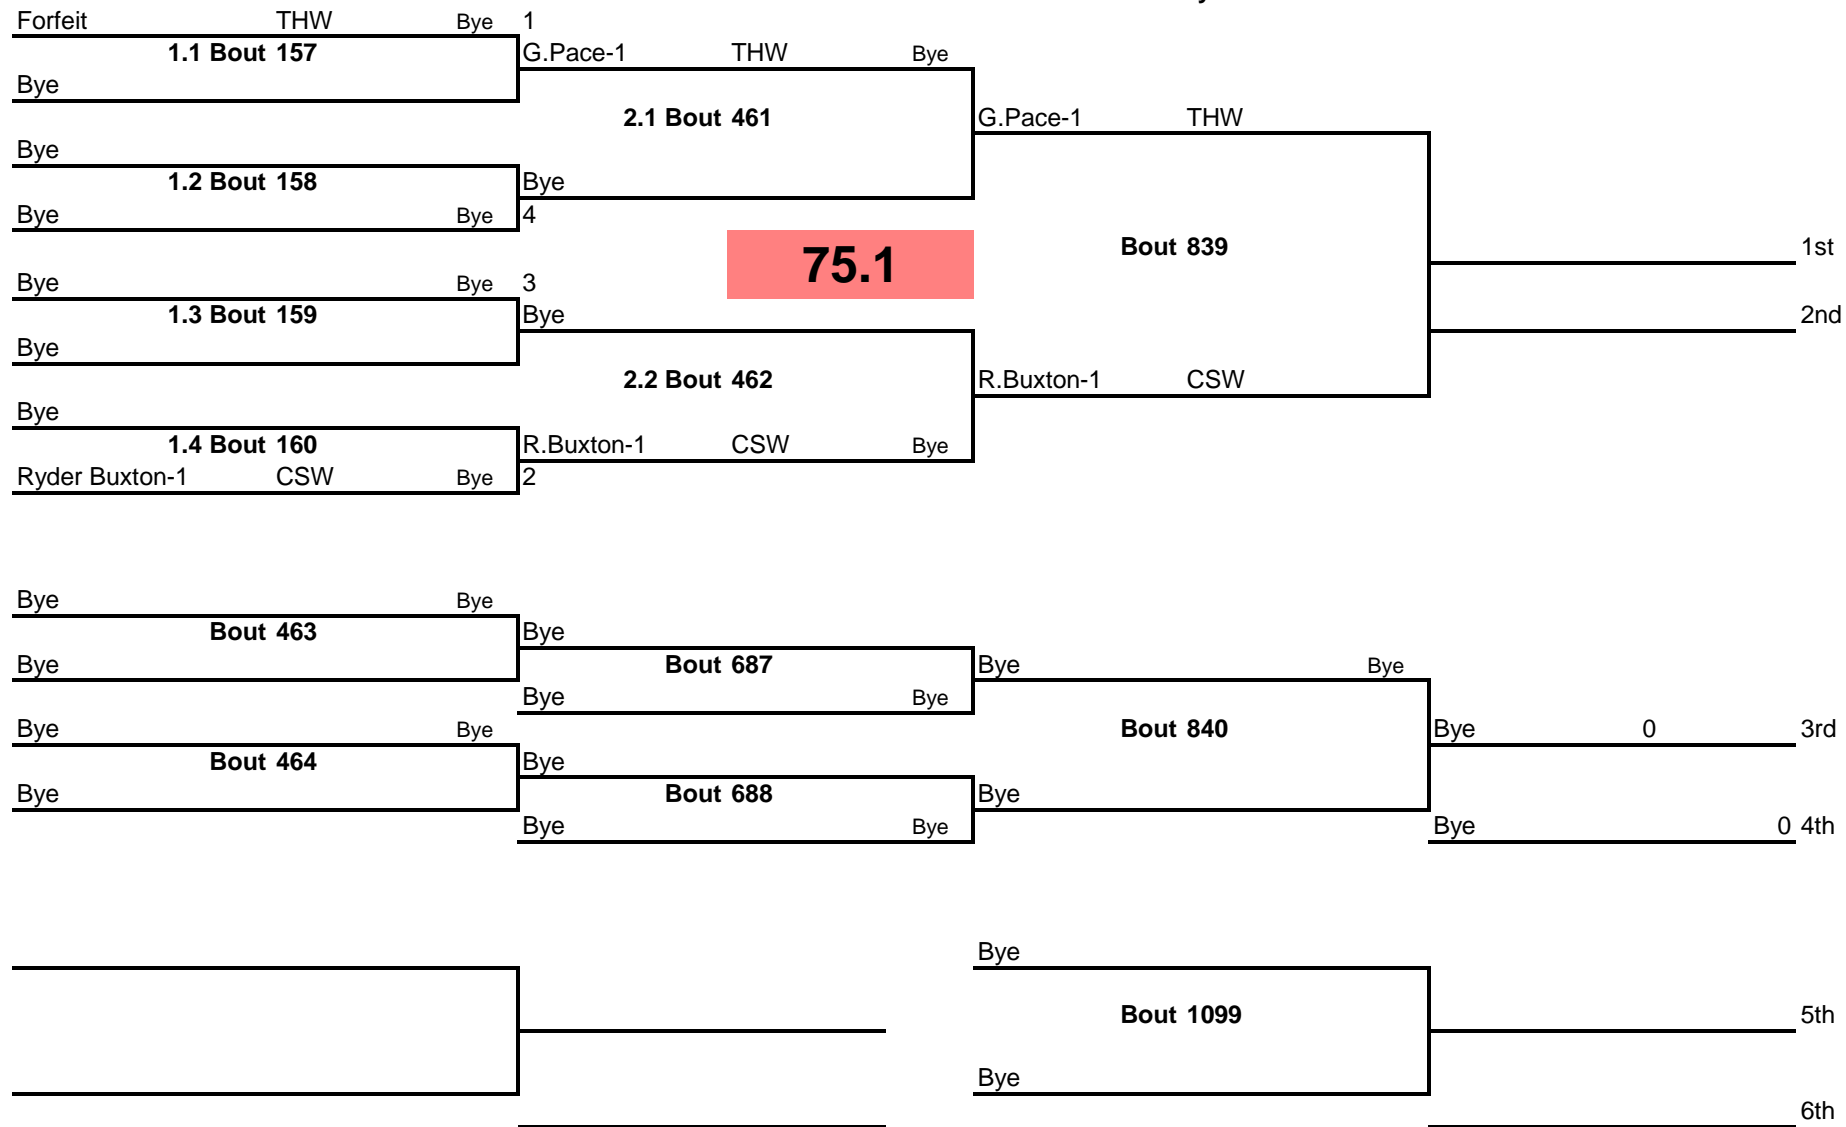 Forfeit THW Bye 1
1.1 Bout 157 G.Pace-1 THW Bye
Bye
2.1 Bout 461 G.Pace-1 THW
Bye
1.2 Bout 158 Bye
Bye Bye 4
75.1 Bout 839 1st
Bye Bye 3
1.3 Bout 159 Bye 2nd
Bye
2.2 Bout 462 R.Buxton-1 CSW
Bye
1.4 Bout 160 R.Buxton-1 CSW Bye
Ryder Buxton-1 CSW Bye 2
Bye Bye
Bout 463 Bye
Bye Bout 687 Bye Bye
Bye Bye
Bye Bye Bout 840 Bye 0 3rd
Bout 464 Bye
Bye Bout 688 Bye
Bye Bye Bye 0 4th
Bye
Bout 1099 5th
Bye
6th